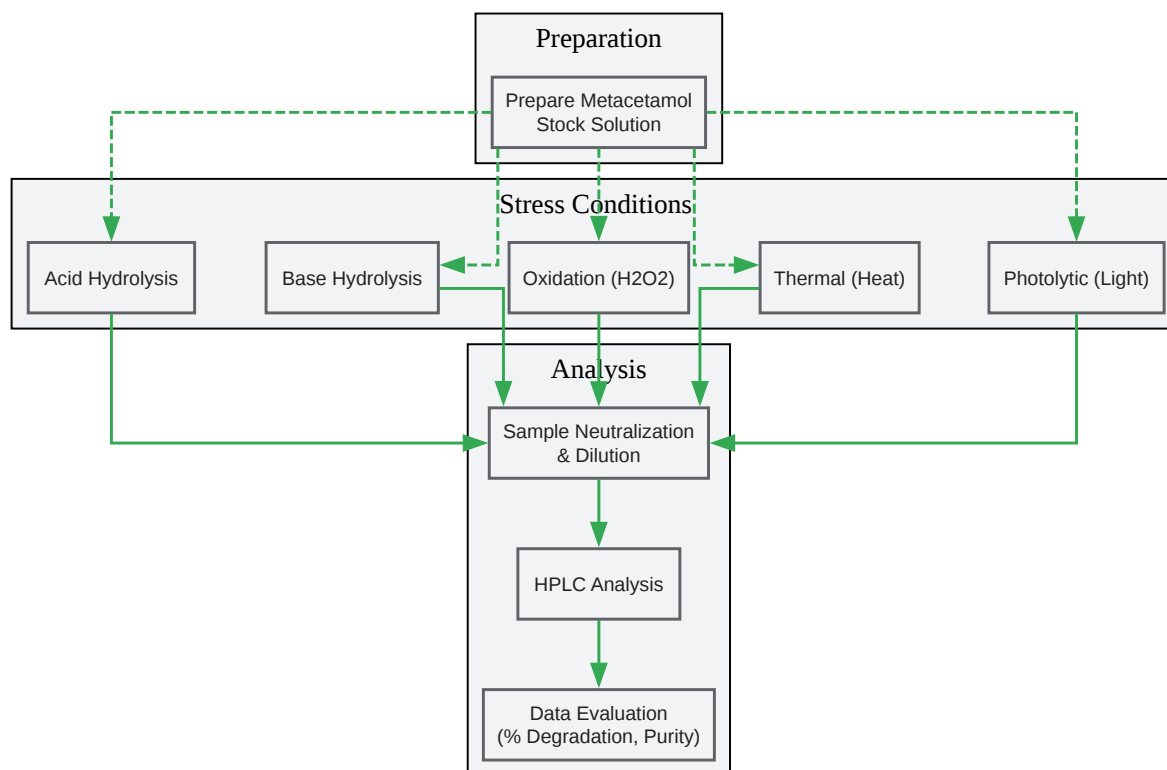 Preparation
Prepare Metacetamol
Stock Solution
Stress Conditions
Acid Hydrolysis
Base Hydrolysis
Oxidation (H2O2)
Thermal (Heat)
Photolytic (Light)
Analysis
Sample Neutralization
& Dilution
HPLC Analysis
Data Evaluation
(% Degradation, Purity)